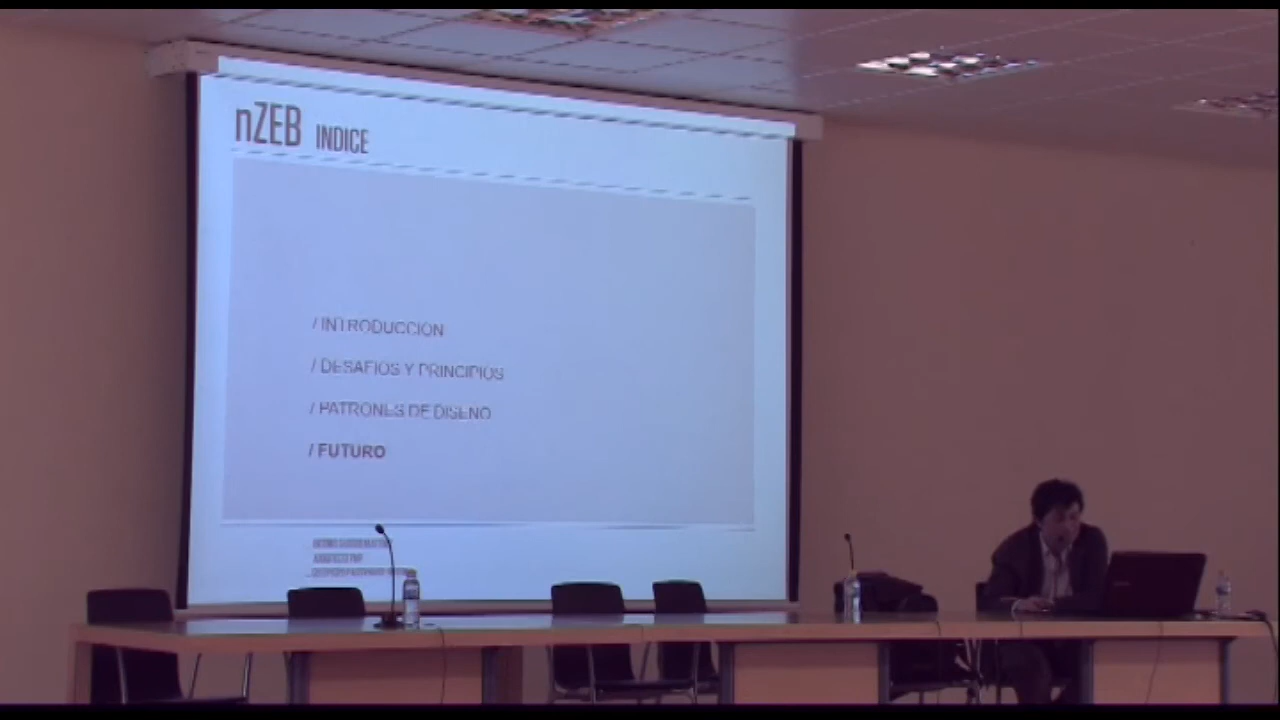 nZEB INDICE
/ INTRODUCCION
/ DESAFIOS Y PRINCIPIOS
/ PATRONES DE DISEÑO
/ FUTURO